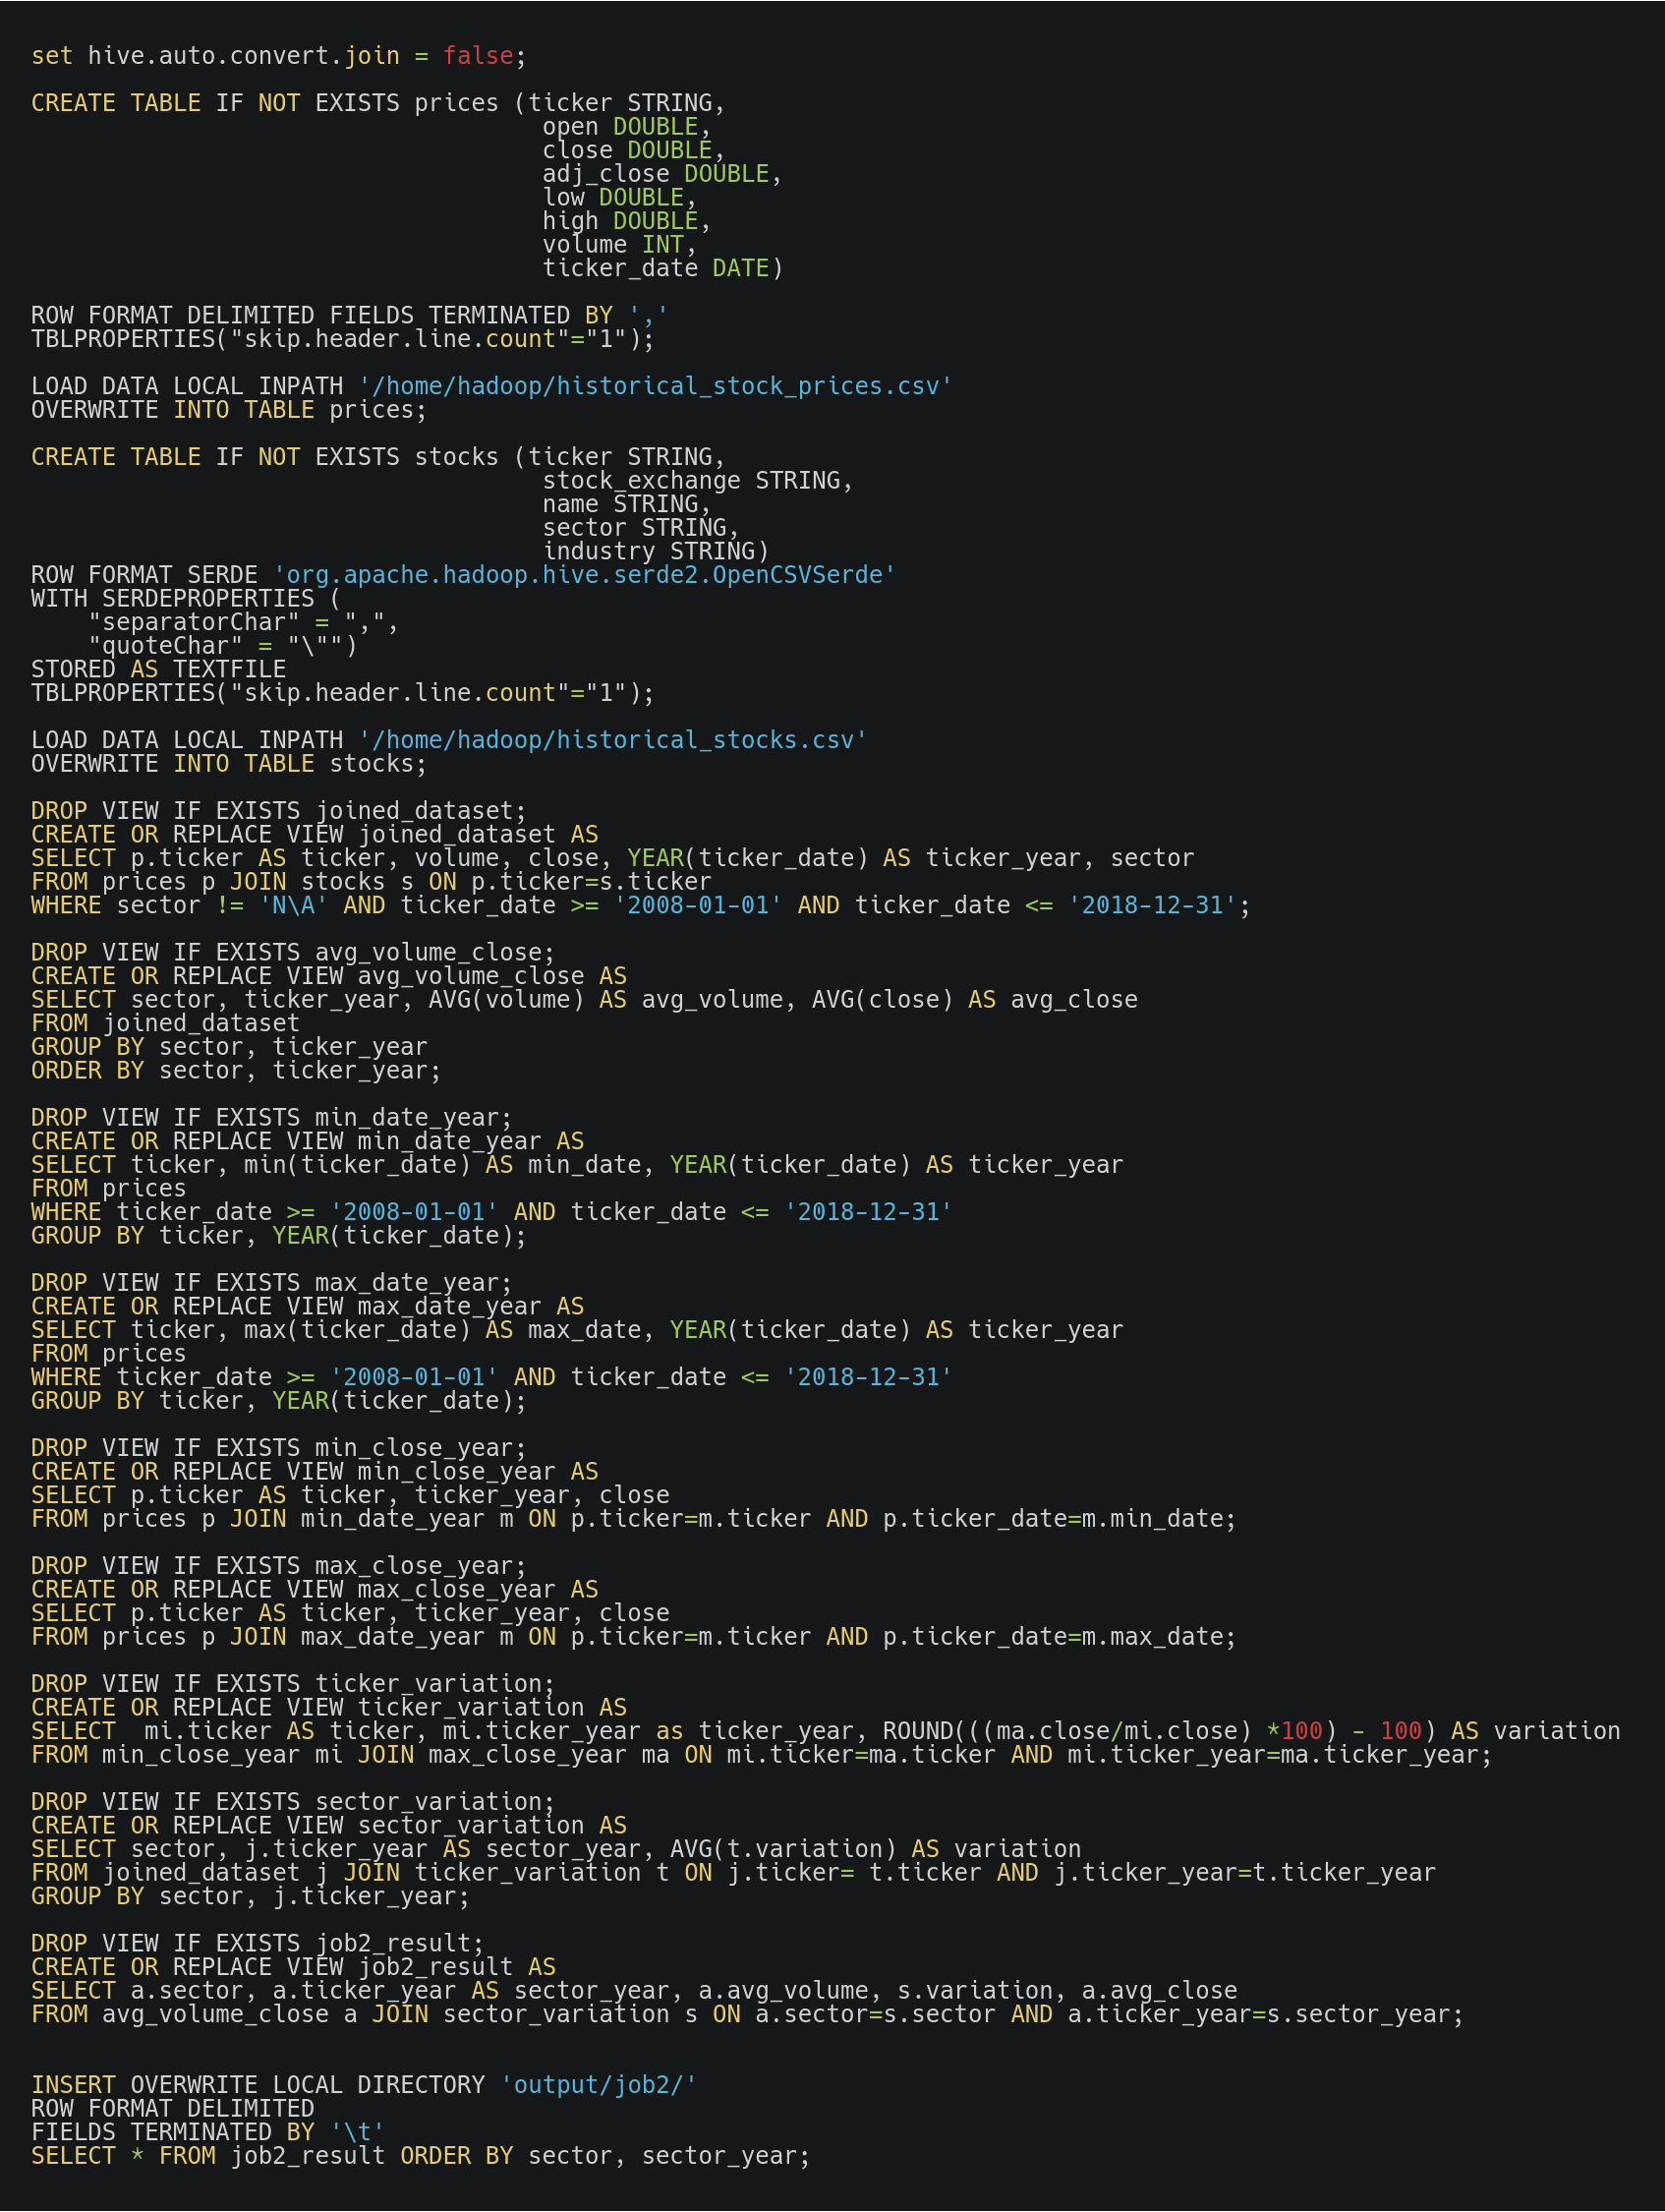 set hive.auto.convert.join = false;

CREATE TABLE IF NOT EXISTS prices (ticker STRING,
                                    open DOUBLE,
                                    close DOUBLE,
                                    adj_close DOUBLE,
                                    low DOUBLE,
                                    high DOUBLE,
                                    volume INT,
                                    ticker_date DATE)

ROW FORMAT DELIMITED FIELDS TERMINATED BY ','
TBLPROPERTIES("skip.header.line.count"="1");

LOAD DATA LOCAL INPATH '/home/hadoop/historical_stock_prices.csv'
OVERWRITE INTO TABLE prices;

CREATE TABLE IF NOT EXISTS stocks (ticker STRING,
                                    stock_exchange STRING,
                                    name STRING,
                                    sector STRING,
                                    industry STRING)
ROW FORMAT SERDE 'org.apache.hadoop.hive.serde2.OpenCSVSerde'
WITH SERDEPROPERTIES (
    "separatorChar" = ",",
    "quoteChar" = "\"")
STORED AS TEXTFILE
TBLPROPERTIES("skip.header.line.count"="1");

LOAD DATA LOCAL INPATH '/home/hadoop/historical_stocks.csv'
OVERWRITE INTO TABLE stocks;

DROP VIEW IF EXISTS joined_dataset;
CREATE OR REPLACE VIEW joined_dataset AS
SELECT p.ticker AS ticker, volume, close, YEAR(ticker_date) AS ticker_year, sector
FROM prices p JOIN stocks s ON p.ticker=s.ticker
WHERE sector != 'N\A' AND ticker_date >= '2008-01-01' AND ticker_date <= '2018-12-31';

DROP VIEW IF EXISTS avg_volume_close;
CREATE OR REPLACE VIEW avg_volume_close AS
SELECT sector, ticker_year, AVG(volume) AS avg_volume, AVG(close) AS avg_close
FROM joined_dataset
GROUP BY sector, ticker_year
ORDER BY sector, ticker_year;

DROP VIEW IF EXISTS min_date_year;
CREATE OR REPLACE VIEW min_date_year AS
SELECT ticker, min(ticker_date) AS min_date, YEAR(ticker_date) AS ticker_year
FROM prices
WHERE ticker_date >= '2008-01-01' AND ticker_date <= '2018-12-31'
GROUP BY ticker, YEAR(ticker_date);

DROP VIEW IF EXISTS max_date_year;
CREATE OR REPLACE VIEW max_date_year AS
SELECT ticker, max(ticker_date) AS max_date, YEAR(ticker_date) AS ticker_year
FROM prices
WHERE ticker_date >= '2008-01-01' AND ticker_date <= '2018-12-31'
GROUP BY ticker, YEAR(ticker_date);

DROP VIEW IF EXISTS min_close_year;
CREATE OR REPLACE VIEW min_close_year AS
SELECT p.ticker AS ticker, ticker_year, close
FROM prices p JOIN min_date_year m ON p.ticker=m.ticker AND p.ticker_date=m.min_date;

DROP VIEW IF EXISTS max_close_year;
CREATE OR REPLACE VIEW max_close_year AS
SELECT p.ticker AS ticker, ticker_year, close
FROM prices p JOIN max_date_year m ON p.ticker=m.ticker AND p.ticker_date=m.max_date;

DROP VIEW IF EXISTS ticker_variation;
CREATE OR REPLACE VIEW ticker_variation AS
SELECT  mi.ticker AS ticker, mi.ticker_year as ticker_year, ROUND(((ma.close/mi.close) *100) - 100) AS variation
FROM min_close_year mi JOIN max_close_year ma ON mi.ticker=ma.ticker AND mi.ticker_year=ma.ticker_year;

DROP VIEW IF EXISTS sector_variation;
CREATE OR REPLACE VIEW sector_variation AS
SELECT sector, j.ticker_year AS sector_year, AVG(t.variation) AS variation
FROM joined_dataset j JOIN ticker_variation t ON j.ticker= t.ticker AND j.ticker_year=t.ticker_year
GROUP BY sector, j.ticker_year;

DROP VIEW IF EXISTS job2_result;
CREATE OR REPLACE VIEW job2_result AS
SELECT a.sector, a.ticker_year AS sector_year, a.avg_volume, s.variation, a.avg_close
FROM avg_volume_close a JOIN sector_variation s ON a.sector=s.sector AND a.ticker_year=s.sector_year;


INSERT OVERWRITE LOCAL DIRECTORY 'output/job2/'
ROW FORMAT DELIMITED
FIELDS TERMINATED BY '\t'
SELECT * FROM job2_result ORDER BY sector, sector_year;